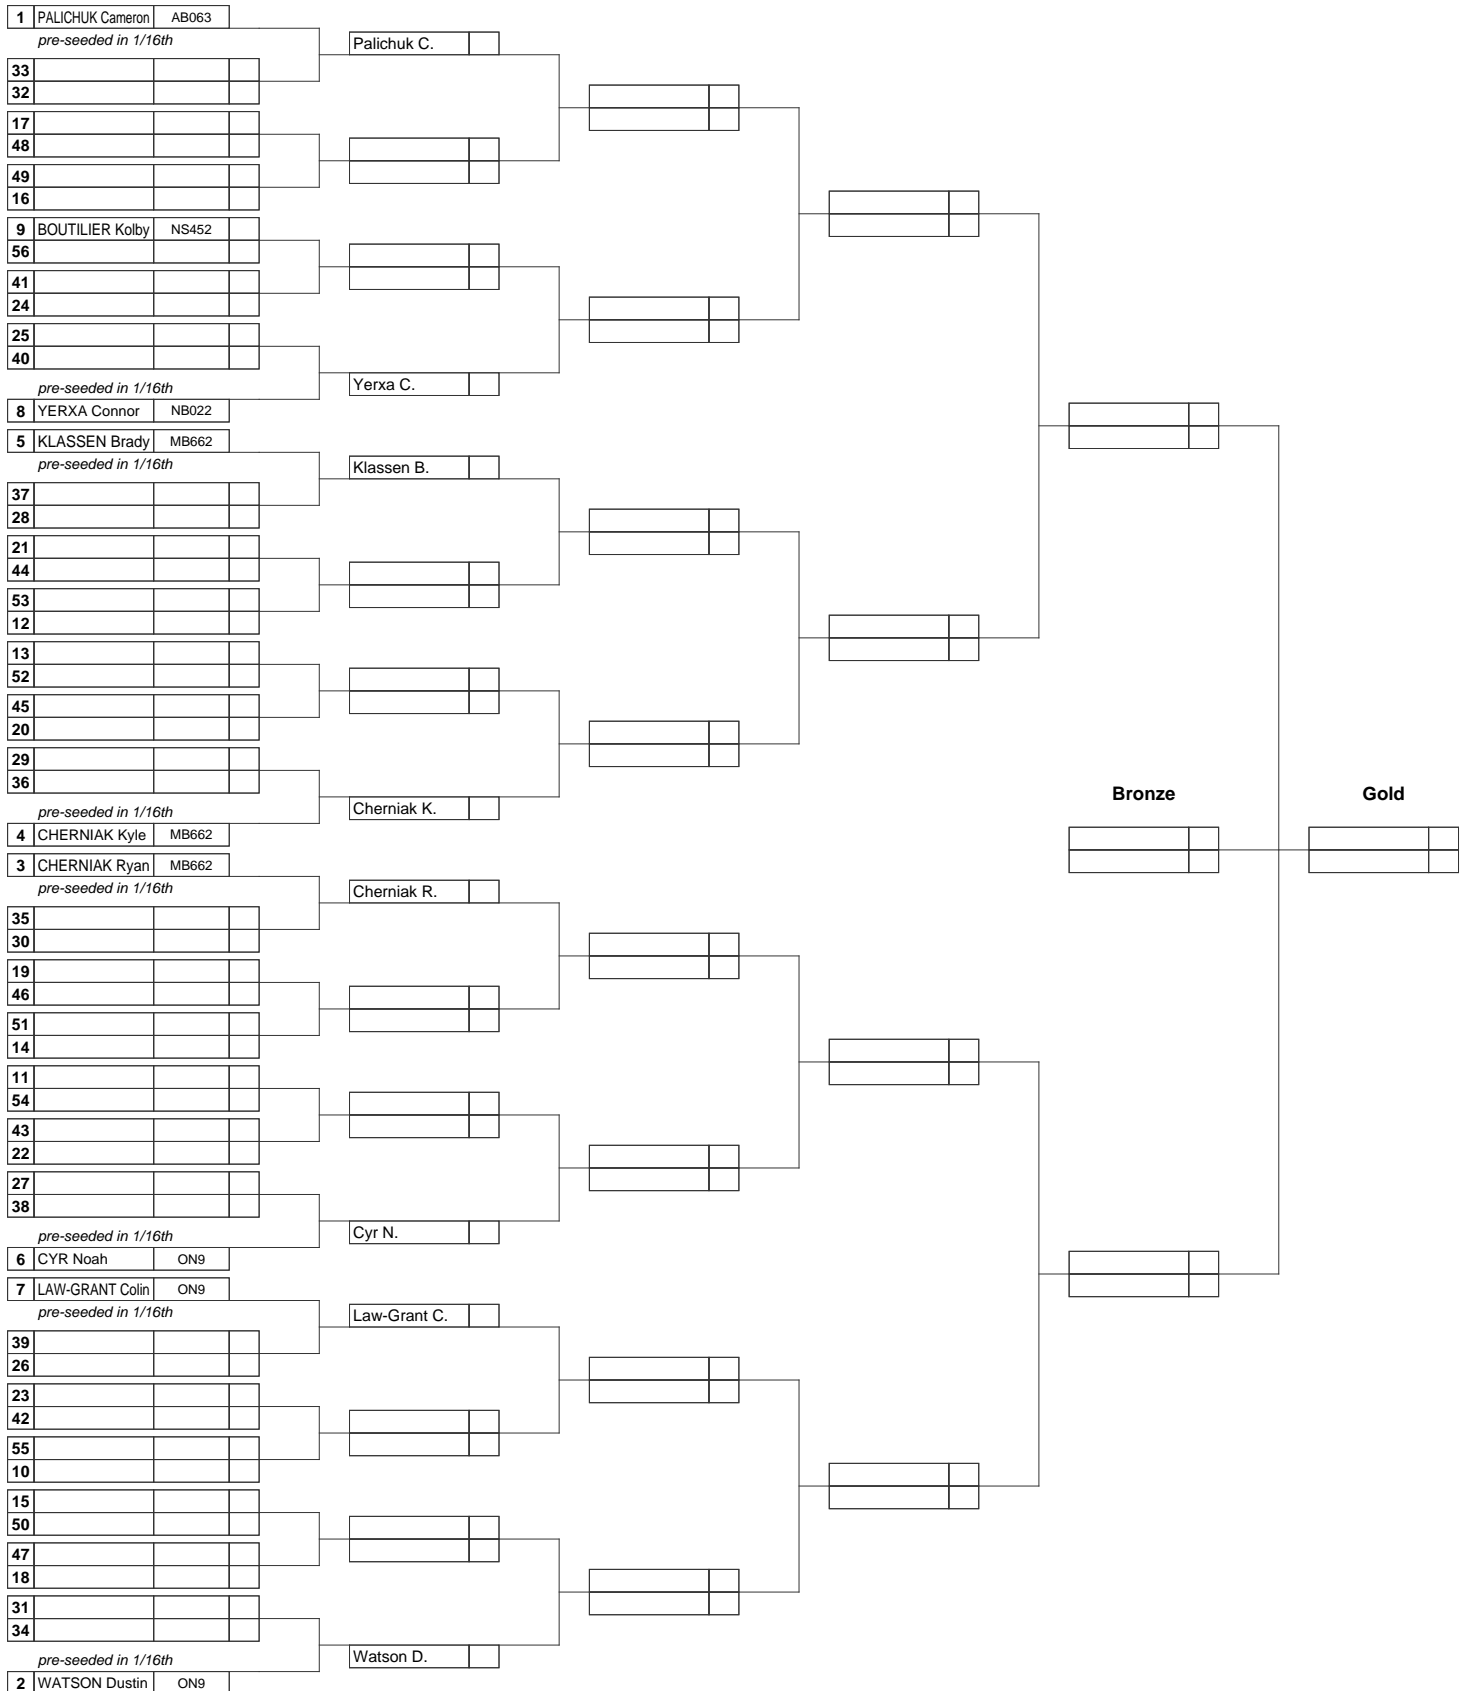 1 PALICHUK Cameron AB063
pre-seeded in 1/16th
Palichuk C.
33
32
17
48
49
16
9 BOUTILIER Kolby NS452
56
41
24
25
40
pre-seeded in 1/16th
Yerxa C.
8 YERXA Connor NB022
5 KLASSEN Brady MB662
pre-seeded in 1/16th
Klassen B.
37
28
21
44
53
12
13
52
45
20
29
36
pre-seeded in 1/16th
Cherniak K.
4 CHERNIAK Kyle MB662
Bronze Gold
3 CHERNIAK Ryan MB662
pre-seeded in 1/16th
Cherniak R.
35
30
19
46
51
14
11
54
43
22
27
38
pre-seeded in 1/16th
Cyr N.
6 CYR Noah ON9
7 LAW-GRANT Colin ON9
pre-seeded in 1/16th
Law-Grant C.
39
26
23
42
55
10
15
50
47
18
31
34
pre-seeded in 1/16th
Watson D.
2 WATSON Dustin ON9